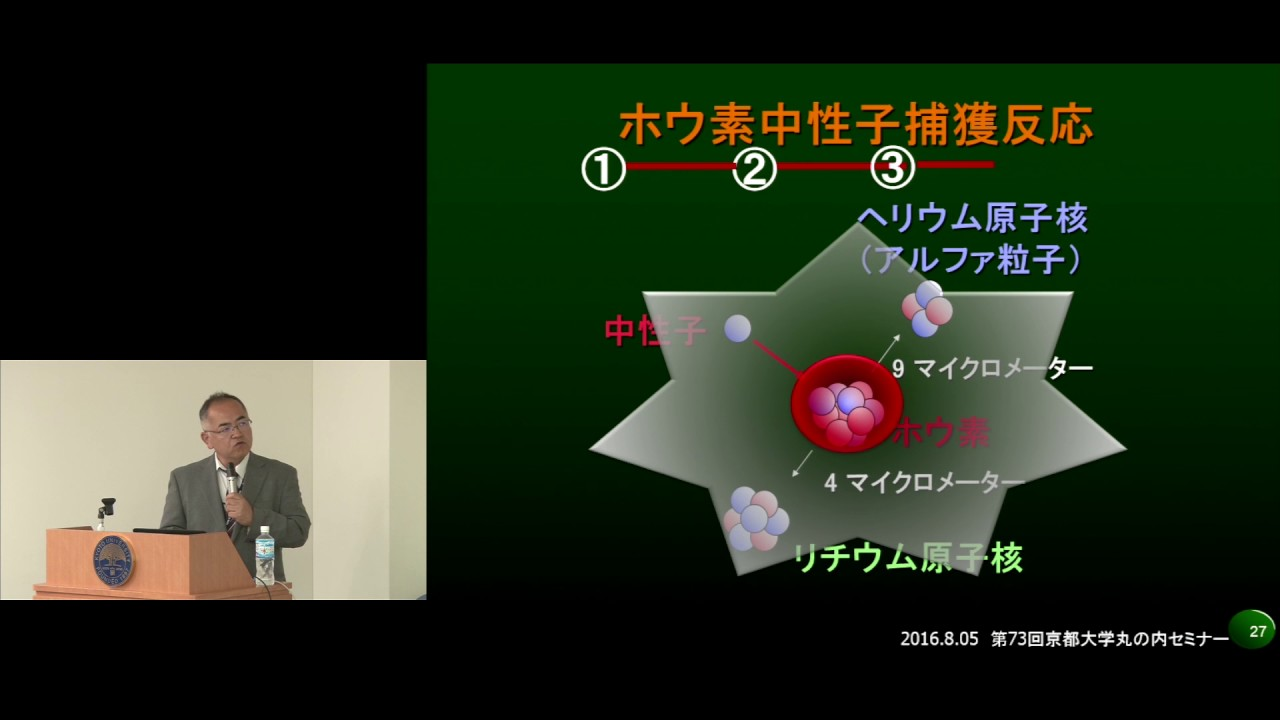 ホウ素中性子捕獲反応
① ② ③
ヘリウム原子核
（アルファ粒子）
中性子
9 マイクロメーター
ホウ素
4 マイクロメーター
リチウム原子核
2016.8.05 第73回京都大学丸の内セミナー
27